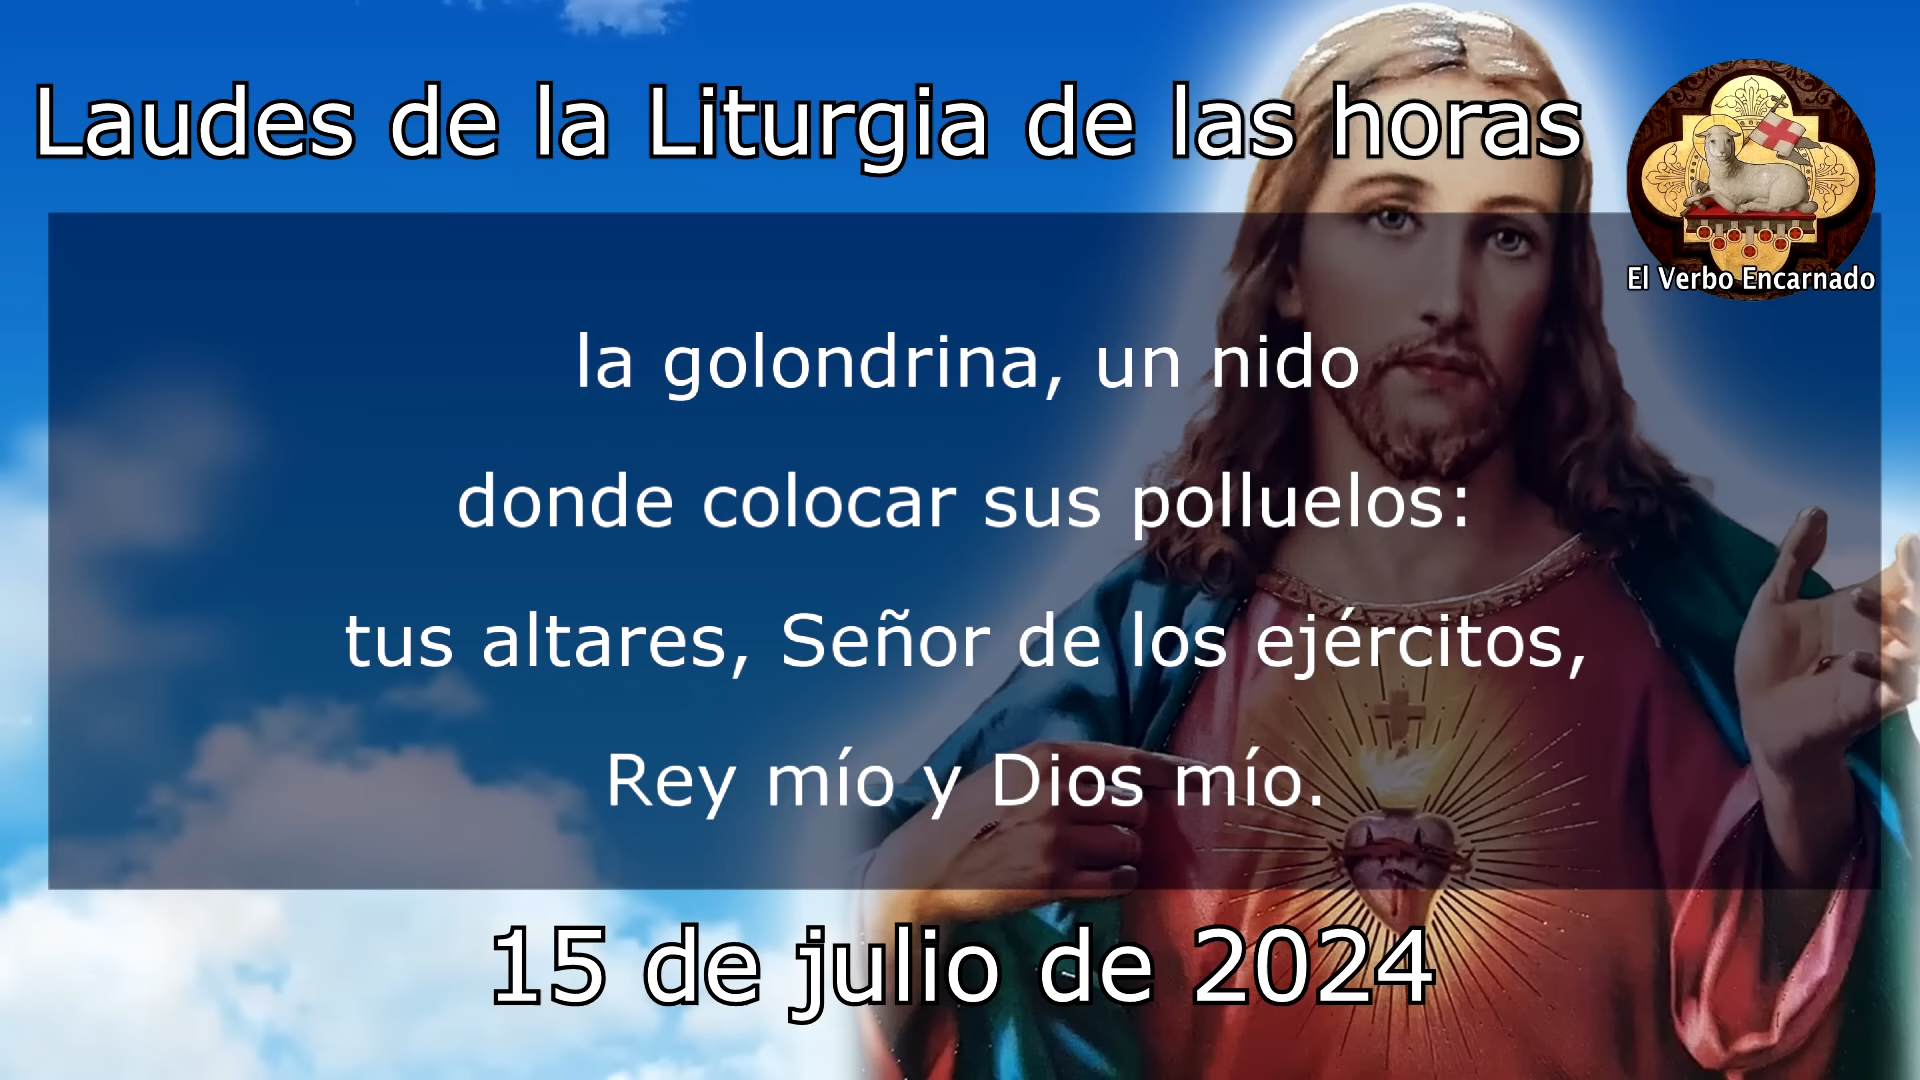 Laudes de la Liturgia de las horas
El Verbo Encarnado
la golondrina, un nido
donde colocar sus polluelos:
tus altares, Señor de los ejércitos,
Rey mío y Dios mío.
15 de julio de 2024